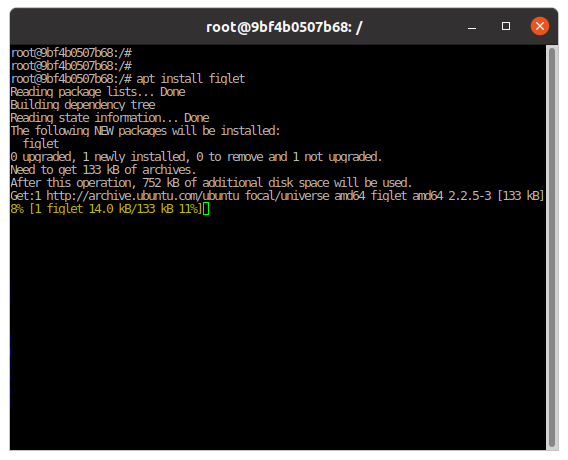 root@9bf4b0507b68: /
root@9bf4b0507b68:/#
root@9bf4b0507b68:/#
root@9bf4b0507b68:/# apt install figlet
Reading package lists... Done
Building dependency tree
Reading state information... Done
The following NEW packages will be installed:
  figlet
0 upgraded, 1 newly installed, 0 to remove and 1 not upgraded.
Need to get 133 kB of archives.
After this operation, 752 kB of additional disk space will be used.
Get:1 http://archive.ubuntu.com/ubuntu focal/universe amd64 figlet amd64 2.2.5-3 [133 kB]
8% [1 figlet 14.0 kB/133 kB 11%]